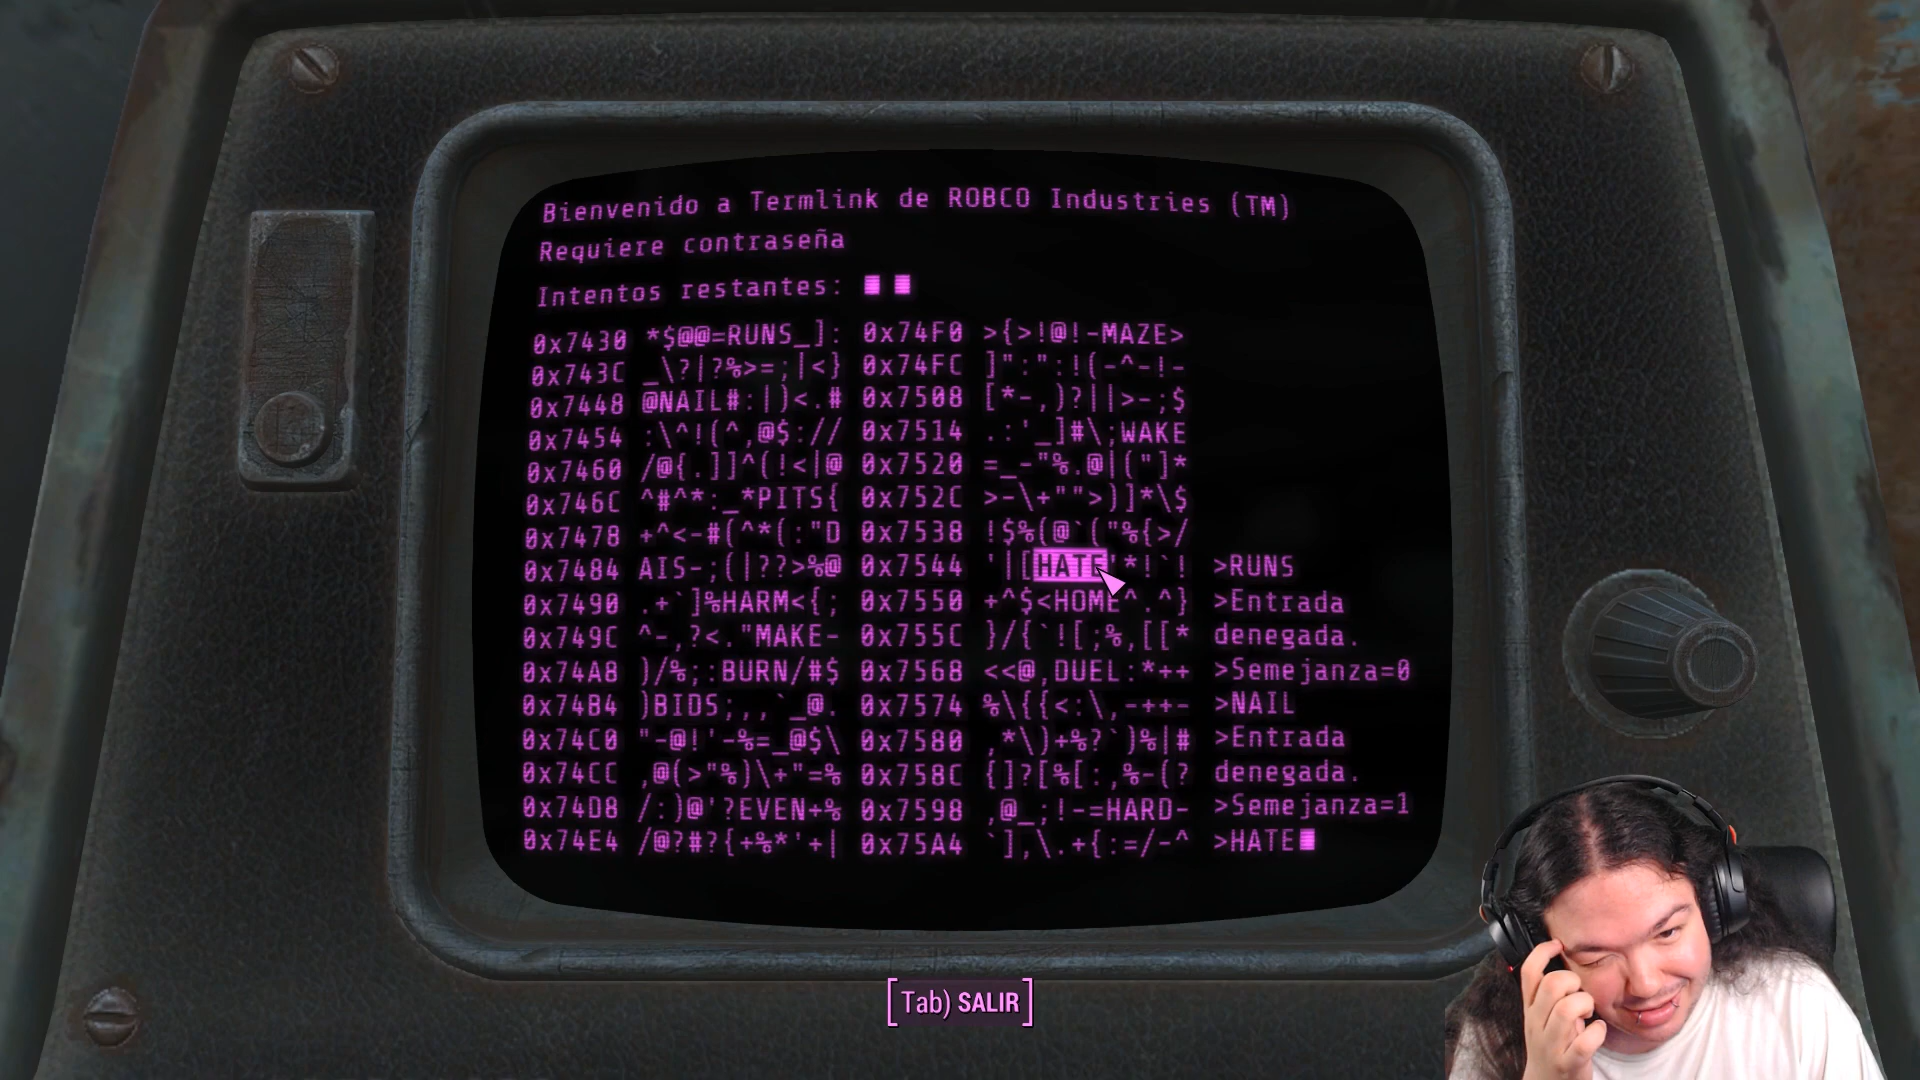 Bienvenido a Termlink de ROBCO Industries (TM)
Requiere contraseña
Intentos restantes:
0x7430 *$@@=RUNS_]: 0x74F0 >{>!@!-MAZE>
0x743C _\?|?%>=;|<} 0x74FC ]":":!(-^-!-
0x7448 @NAIL#:|)<.# 0x7508 [*-,)?||>-;$
0x7454 :\^!(^,@$:// 0x7514 .:'_]#\;WAKE
0x7460 /@{.]]^(!<|@ 0x7520 =_-"%.@|("]*
0x746C ^#^*:_*PITS{ 0x752C >-\+"">)]*\$
0x7478 +^<-#(^*(:"D 0x7538 !$%(@`("%{>/
0x7484 AIS-;(|??>%@ 0x7544 '|[HATE'*!`! >RUNS
0x7490 .+`]%HARM<{; 0x7550 +^$<HOME^.^} >Entrada
0x749C ^-,?<."MAKE- 0x755C }/{`![;%,[[* denegada.
0x74A8 )/%;:BURN/#$ 0x7568 <<@,DUEL:*++ >Semejanza=0
0x74B4 )BIDS;,,`_@. 0x7574 %\{{<:\,-++- >NAIL
0x74C0 "-@!'-%=_@$\ 0x7580 ,*\)+%?`)%|# >Entrada
0x74CC ,@(>"%)\+"=% 0x758C {]?[%[:,%-(? denegada.
0x74D8 /:)@'?EVEN+% 0x7598 ,@_;!-=HARD- >Semejanza=1
0x74E4 /@?#?{+%*'+| 0x75A4 `],\.+{:=/-^ >HATE
[Tab) SALIR]